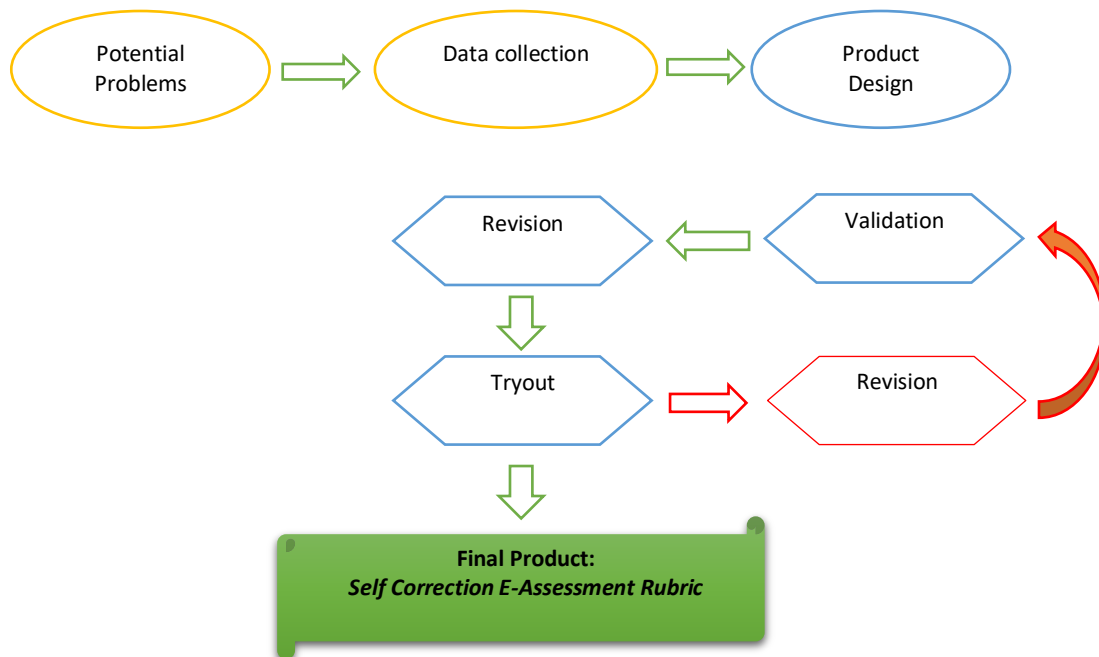 Potential
Problems
Data collection
Product
Design
Revision
Validation
Tryout
Revision
Final Product:
Self Correction E-Assessment Rubric